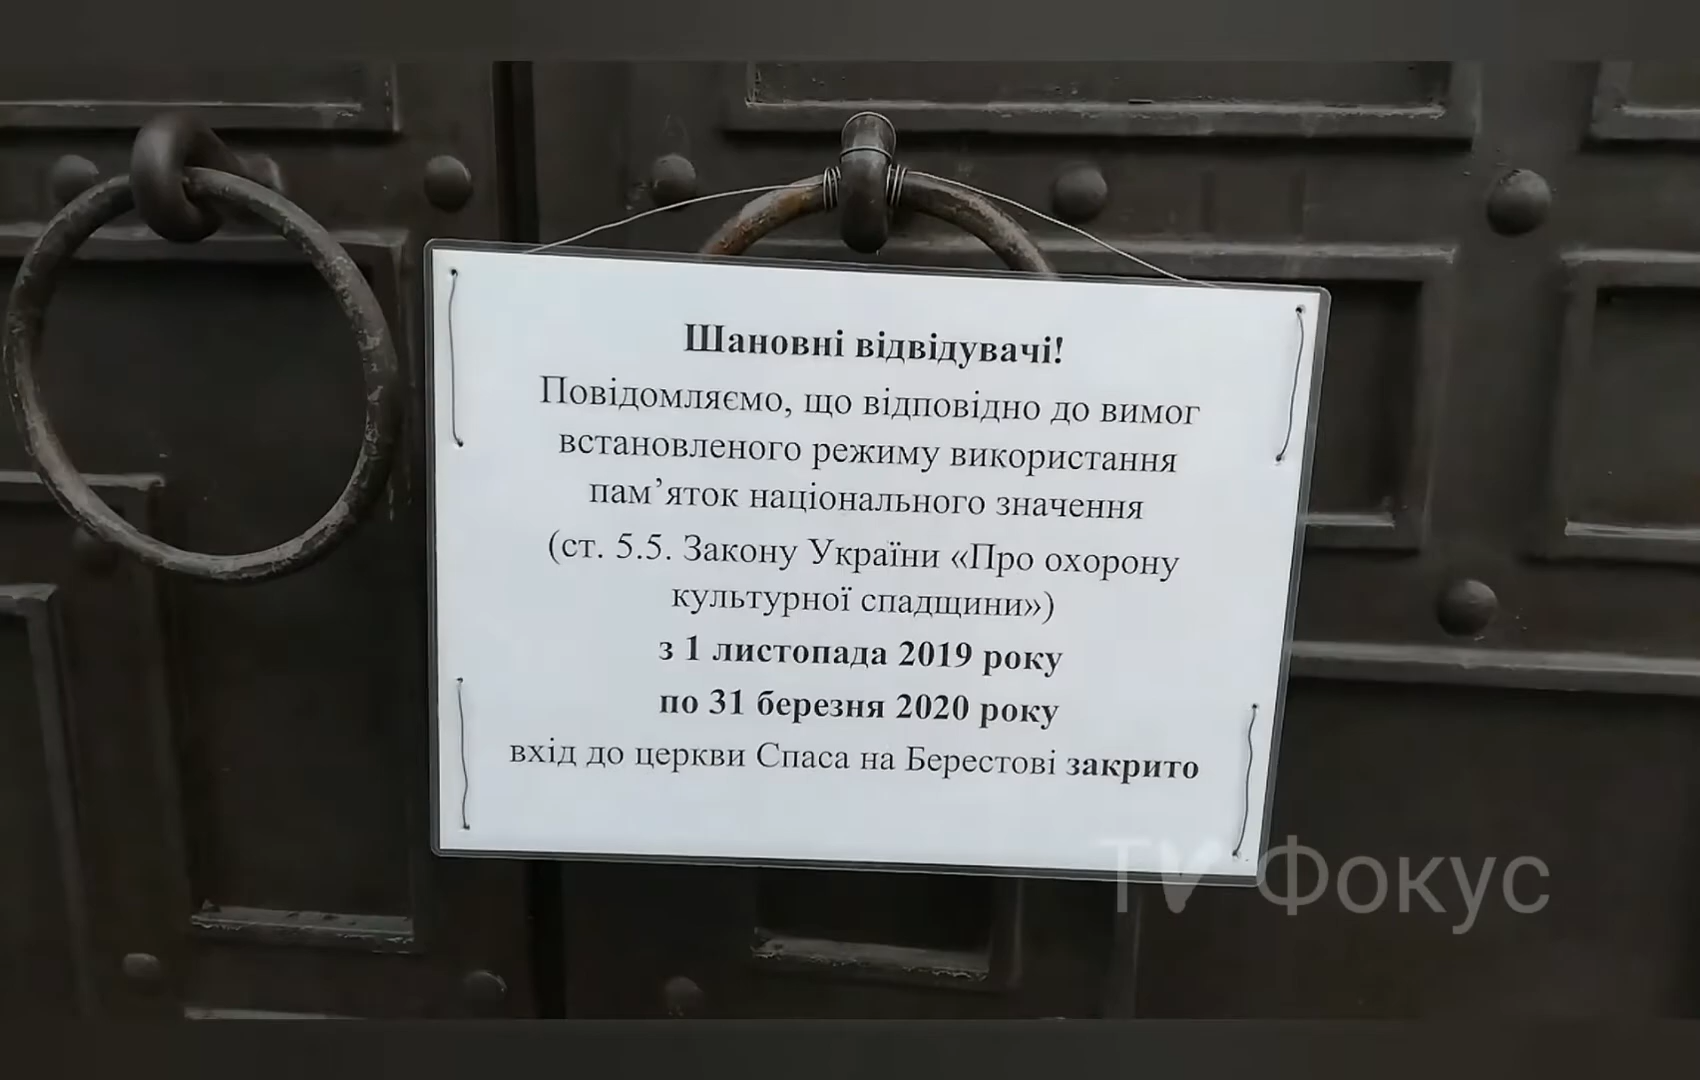 Шановні відвідувачі!
Повідомляємо, що відповідно до вимог
встановленого режиму використання
пам’яток національного значення
(ст. 5.5. Закону України «Про охорону
культурної спадщини»)
з 1 листопада 2019 року
по 31 березня 2020 року
вхід до церкви Спаса на Берестові закрито
TV Фокус